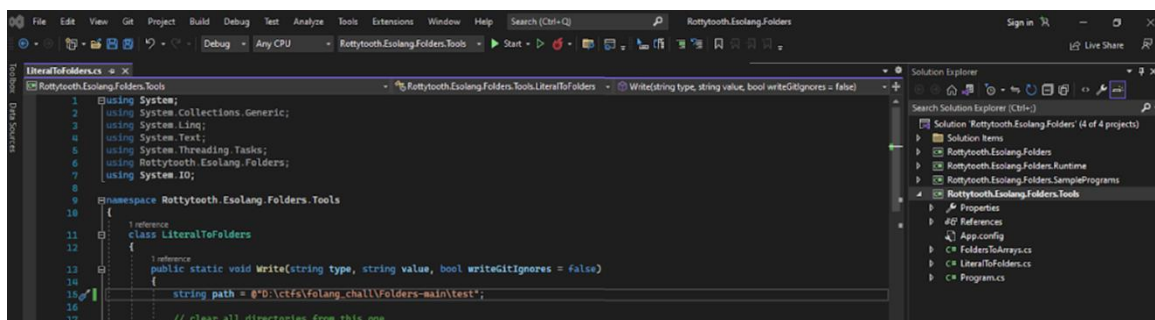 File Edit View Git Project Build Debug Test Analyze Tools Extensions Window Help Search (Ctrl+Q) Rottytooth.Esolang.Folders Sign in
Debug Any CPU Rottytooth.Esolang.Folders.Tools Start Live Share
Toolbox
Data Sources
LiteralToFolders.cs
Rottytooth.Esolang.Folders.Tools Rottytooth.Esolang.Folders.Tools.LiteralToFolders Write(string type, string value, bool writeGitIgnores = false)
1 using System;
2 using System.Collections.Generic;
3 using System.Linq;
4 using System.Text;
5 using System.Threading.Tasks;
6 using Rottytooth.Esolang.Folders;
7 using System.IO;
8
9 namespace Rottytooth.Esolang.Folders.Tools
10 {
1 reference
11 class LiteralToFolders
12 {
1 reference
13 public static void Write(string type, string value, bool writeGitIgnores = false)
14 {
15 string path = @"D:\ctfs\folang_chall\Folders-main\test";
16
17 // clear all directories from this one
Solution Explorer
Search Solution Explorer (Ctrl+;)
Solution 'Rottytooth.Esolang.Folders' (4 of 4 projects)
Solution Items
Rottytooth.Esolang.Folders
Rottytooth.Esolang.Folders.Runtime
Rottytooth.Esolang.Folders.SamplePrograms
Rottytooth.Esolang.Folders.Tools
Properties
References
App.config
C# FoldersToArrays.cs
C# LiteralToFolders.cs
C# Program.cs